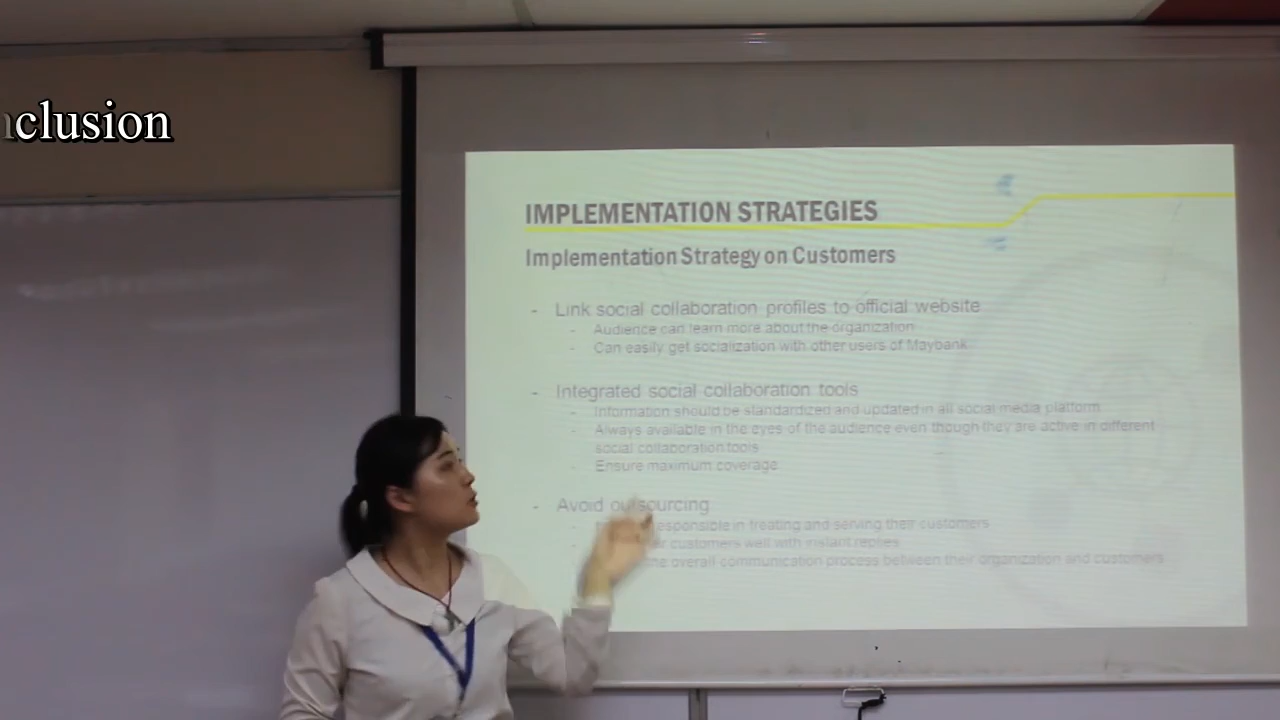 clusion
IMPLEMENTATION STRATEGIES
Implementation Strategy on Customers
- Link social collaboration profiles to official website
- Audience can learn more about the organization
- Can easily get socialization with other users of Maybank
- Integrated social collaboration tools
- Information should be standardized and updated in all social media platform
- Always available in the eyes of the audience even though they are active in different
social collaboration tools
- Ensure maximum coverage
- Avoid outsourcing
- responsible in treating and serving their customers
- customers well with instant replies
the overall communication process between their organization and customers